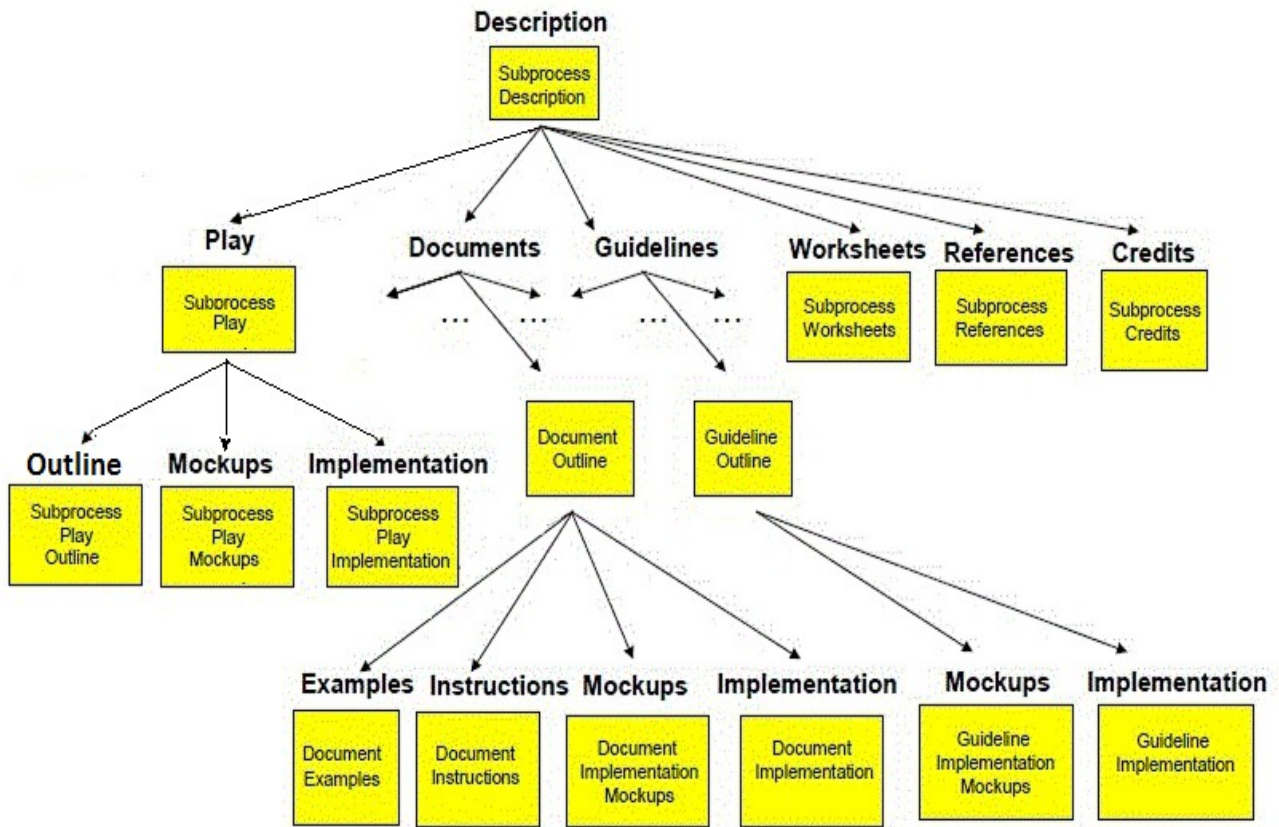 Description
Subprocess
Description
Play
Documents
Guidelines
Worksheets
References
Credits
Subprocess
Play
... ...
... ...
Subprocess
Worksheets
Subprocess
References
Subprocess
Credits
Document
Outline
Guideline
Outline
Outline
Mockups
Implementation
Subprocess
Play
Outline
Subprocess
Play
Mockups
Subprocess
Play
Implementation
Examples
Instructions
Mockups
Implementation
Mockups
Implementation
Document
Examples
Document
Instructions
Document
Implementation
Mockups
Document
Implementation
Guideline
Implementation
Mockups
Guideline
Implementation